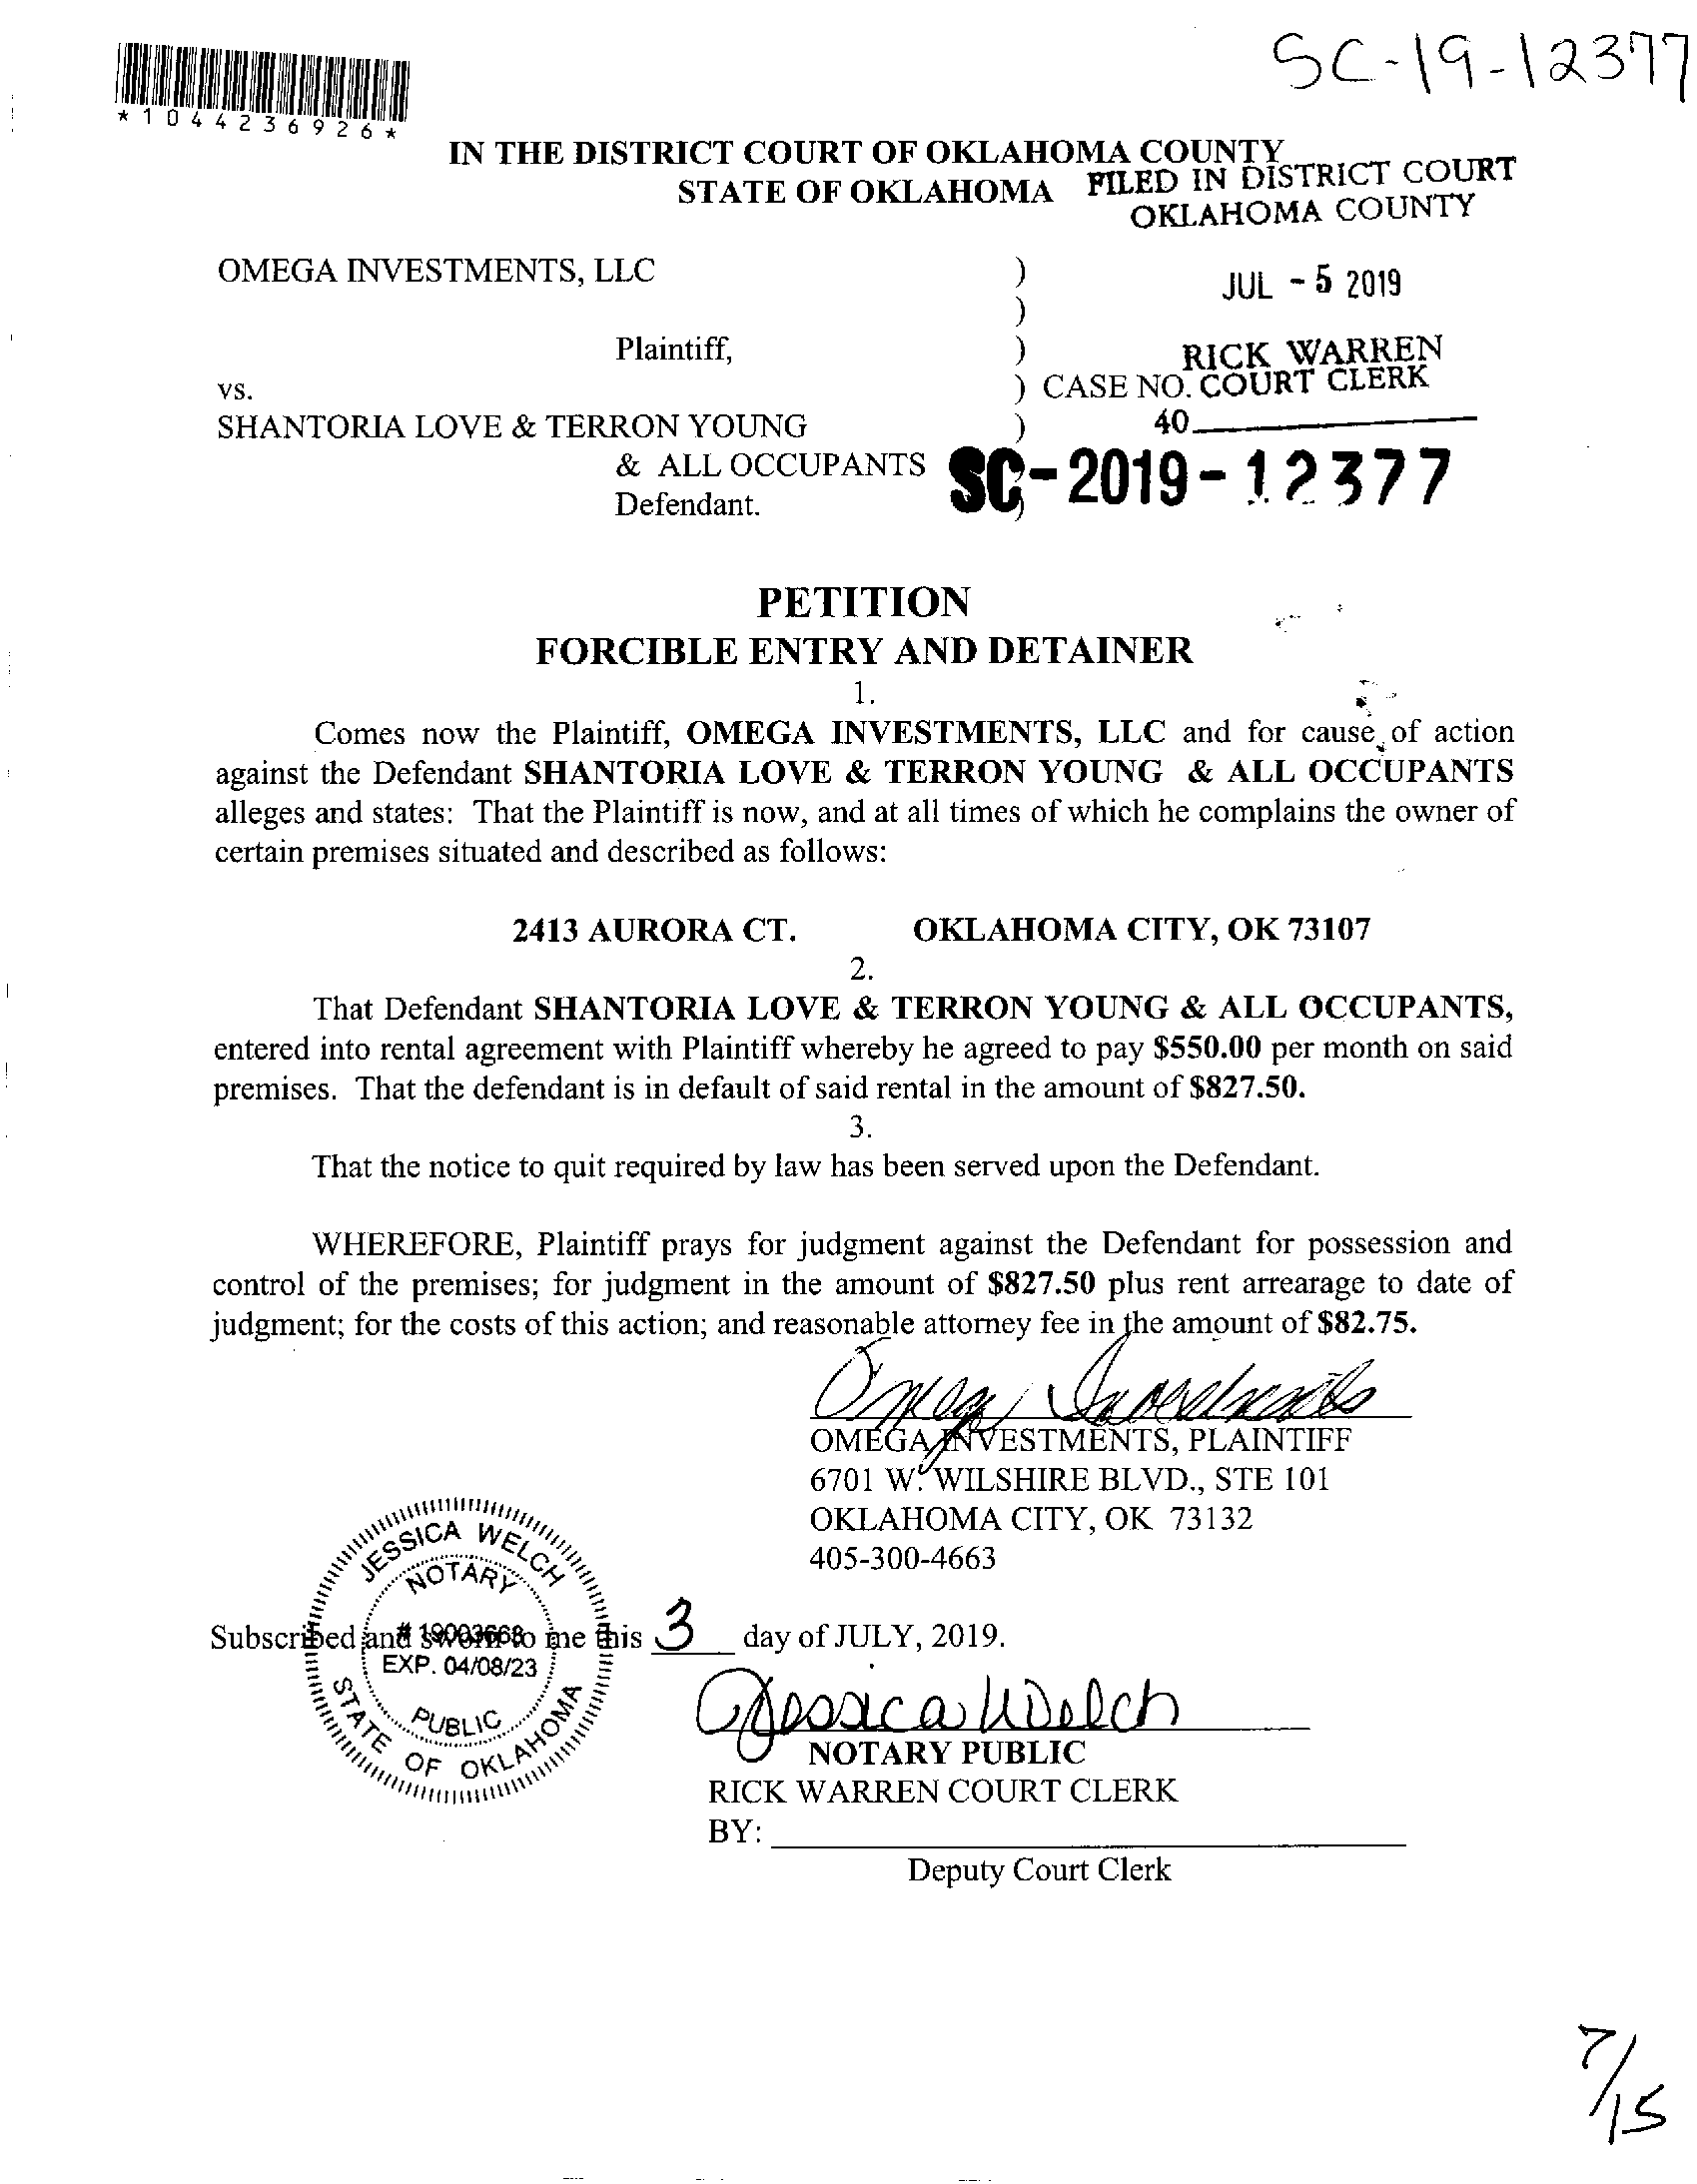 SC-19-12377
*1044236926*
IN THE DISTRICT COURT OF OKLAHOMA COUNTY
STATE OF OKLAHOMA
FILED IN DISTRICT COURT
OKLAHOMA COUNTY
OMEGA INVESTMENTS, LLC )
JUL - 5 2019
)
Plaintiff, )
RICK WARREN
vs. ) CASE NO. COURT CLERK
SHANTORIA LOVE & TERRON YOUNG )
40
& ALL OCCUPANTS
SC-2019-12377
Defendant. )
PETITION
FORCIBLE ENTRY AND DETAINER
1.
Comes now the Plaintiff, OMEGA INVESTMENTS, LLC and for cause of action
against the Defendant SHANTORIA LOVE & TERRON YOUNG & ALL OCCUPANTS
alleges and states: That the Plaintiff is now, and at all times of which he complains the owner of
certain premises situated and described as follows:
2413 AURORA CT. OKLAHOMA CITY, OK 73107
2.
That Defendant SHANTORIA LOVE & TERRON YOUNG & ALL OCCUPANTS,
entered into rental agreement with Plaintiff whereby he agreed to pay $550.00 per month on said
premises. That the defendant is in default of said rental in the amount of $827.50.
3.
That the notice to quit required by law has been served upon the Defendant.
WHEREFORE, Plaintiff prays for judgment against the Defendant for possession and
control of the premises; for judgment in the amount of $827.50 plus rent arrearage to date of
judgment; for the costs of this action; and reasonable attorney fee in the amount of $82.75.
Omega Investments
OMEGA INVESTMENTS, PLAINTIFF
6701 W. WILSHIRE BLVD., STE 101
OKLAHOMA CITY, OK 73132
405-300-4663
JESSICA WELCH
NOTARY
# 19003668
EXP. 04/08/23
PUBLIC
STATE OF OKLAHOMA
Subscribed and sworn to me this 3 day of JULY, 2019.
Jessica Welch
NOTARY PUBLIC
RICK WARREN COURT CLERK
BY:
Deputy Court Clerk
7/15